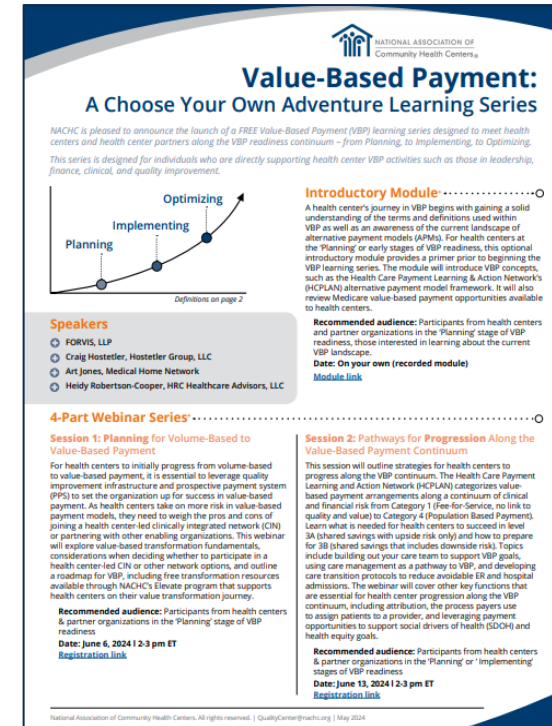 NATIONAL ASSOCIATION OF
Community Health Centers®
Value-Based Payment:
A Choose Your Own Adventure Learning Series
NACHC is pleased to announce the launch of a FREE Value-Based Payment (VBP) learning series designed to meet health
centers and health center partners along the VBP readiness continuum – from Planning, to Implementing, to Optimizing.
This series is designed for individuals who are directly supporting health center VBP activities such as those in leadership,
finance, clinical, and quality improvement.
Optimizing
Implementing
Planning
Definitions on page 2
Speakers
FORVIS, LLP
Craig Hostetler, Hostetler Group, LLC
Art Jones, Medical Home Network
Heidy Robertson-Cooper, HRC Healthcare Advisors, LLC
Introductory Module
A health center's journey in VBP begins with gaining a solid
understanding of the terms and definitions used within
VBP as well as an awareness of the current landscape of
alternative payment models (APMs). For health centers at
the 'Planning' or early stages of VBP readiness, this optional
introductory module provides a primer prior to beginning the
VBP learning series. The module will introduce VBP concepts,
such as the Health Care Payment Learning & Action Network's
(HCPLAN) alternative payment model framework. It will also
review Medicare value-based payment opportunities available
to health centers.
Recommended audience: Participants from health centers
and partner organizations in the 'Planning' stage of VBP
readiness, those interested in learning about the current
VBP landscape.
Date: On your own (recorded module)
Module link
4-Part Webinar Series
Session 1: Planning for Volume-Based to
Value-Based Payment
For health centers to initially progress from volume-based
to value-based payment, it is essential to leverage quality
improvement infrastructure and prospective payment system
(PPS) to set the organization up for success in value-based
payment. As health centers take on more risk in value-based
payment models, they need to weigh the pros and cons of
joining a health center-led clinically integrated network (CIN)
or partnering with other enabling organizations. This webinar
will explore value-based transformation fundamentals,
considerations when deciding whether to participate in a
health center-led CIN or other network options, and outline
a roadmap for VBP, including free transformation resources
available through NACHC's Elevate program that supports
health centers on their value transformation journey.
Recommended audience: Participants from health centers
& partner organizations in the 'Planning' stage of VBP
readiness
Date: June 6, 2024 l 2-3 pm ET
Registration link
Session 2: Pathways for Progression Along the
Value-Based Payment Continuum
This session will outline strategies for health centers to
progress along the VBP continuum. The Health Care Payment
Learning and Action Network (HCPLAN) categorizes value-
based payment arrangements along a continuum of clinical
and financial risk from Category 1 (Fee-for-Service, no link to
quality and value) to Category 4 (Population Based Payment).
Learn what is needed for health centers to succeed in level
3A (shared savings with upside risk only) and how to prepare
for 3B (shared savings that includes downside risk). Topics
include building out your care team to support VBP goals,
using care management as a pathway to VBP, and developing
care transition protocols to reduce avoidable ER and hospital
admissions. The webinar will cover other key functions that
are essential for health center progression along the VBP
continuum, including attribution, the process payers use
to assign patients to a provider, and leveraging payment
opportunities to support social drivers of health (SDOH) and
health equity goals.
Recommended audience: Participants from health centers
& partner organizations in the 'Planning' or ' Implementing'
stages of VBP readiness
Date: June 13, 2024 l 2-3 pm ET
Registration link
National Association of Community Health Centers. All rights reserved. | QualityCenter@nachc.org | May 2024